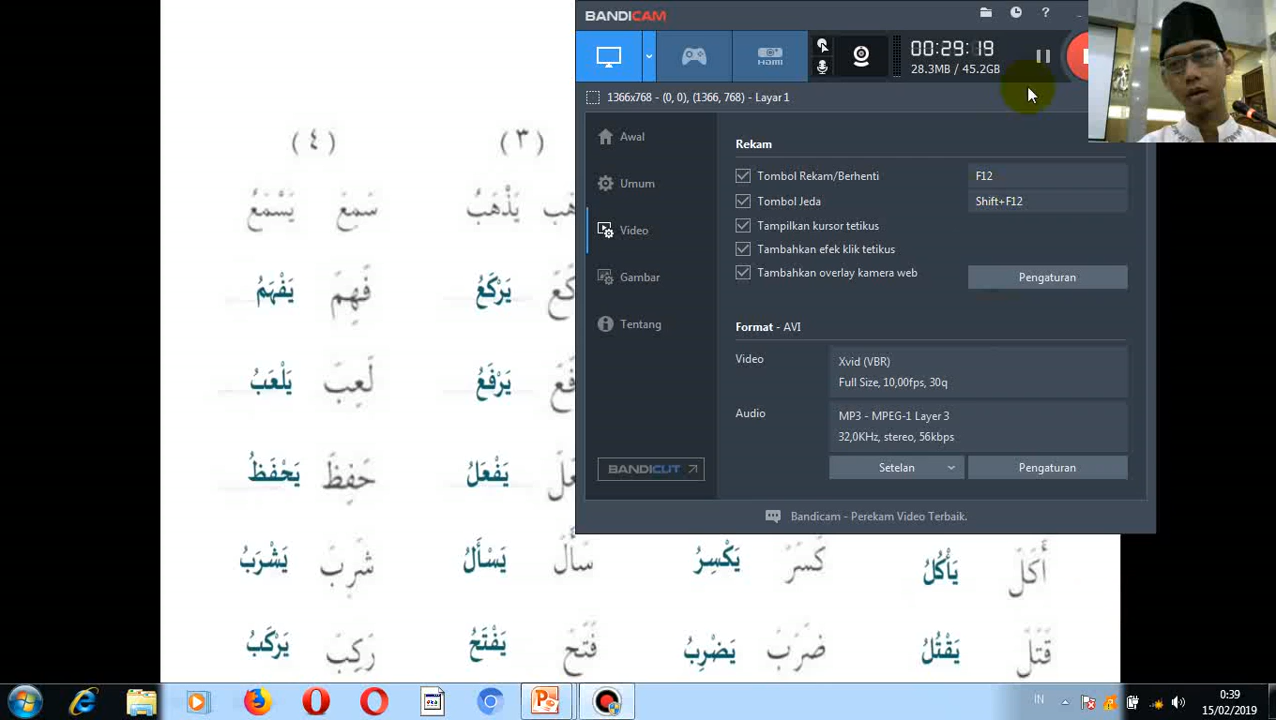 BANDICAM
?
HDMI
00:29:19
28.3MB / 45.2GB
1366x768 - (0, 0), (1366, 768) - Layar 1
Awal
Umum
Video
Gambar
Tentang
BANDICUT
Rekam
Tombol Rekam/Berhenti F12
Tombol Jeda Shift+F12
Tampilkan kursor tetikus
Tambahkan efek klik tetikus
Tambahkan overlay kamera web Pengaturan
Format - AVI
Video Xvid (VBR)
Full Size, 10,00fps, 30q
Audio MP3 - MPEG-1 Layer 3
32,0KHz, stereo, 56kbps
Setelan Pengaturan
Bandicam - Perekam Video Terbaik.
(٣) (٤)
يَذْهَبُ سَمِعَ يَسْمَعُ
يَرْكَعُ فَهِمَ يَفْهَمُ
يَرْفَعُ لَعِبَ يَلْعَبُ
يَفْعَلُ حَفِظَ يَحْفَظُ
أَكَلَ يَأْكُلُ كَسَرَ يَكْسِرُ سَأَلَ يَسْأَلُ شَرِبَ يَشْرَبُ
قَتَلَ يَقْتُلُ ضَرَبَ يَضْرِبُ فَتَحَ يَفْتَحُ رَكِبَ يَرْكَبُ
IN
0:39
15/02/2019